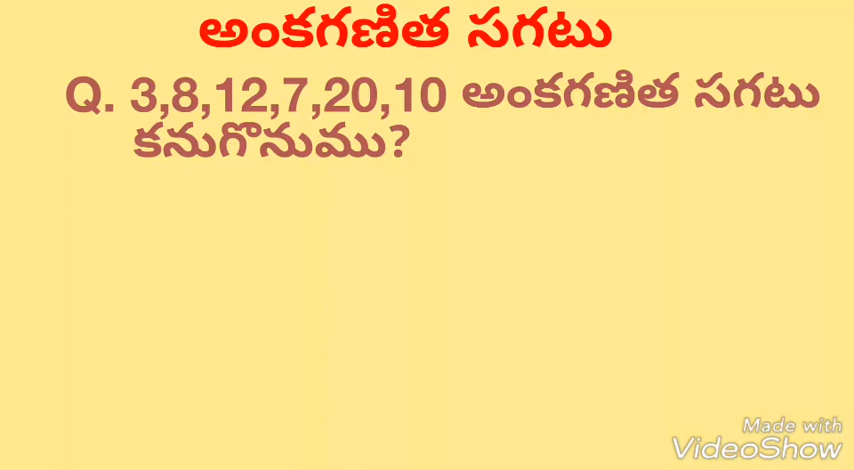 అంకగణిత సగటు
Q. 3,8,12,7,20,10 అంకగణిత సగటు
కనుగొనుము?
Made with
VideoShow